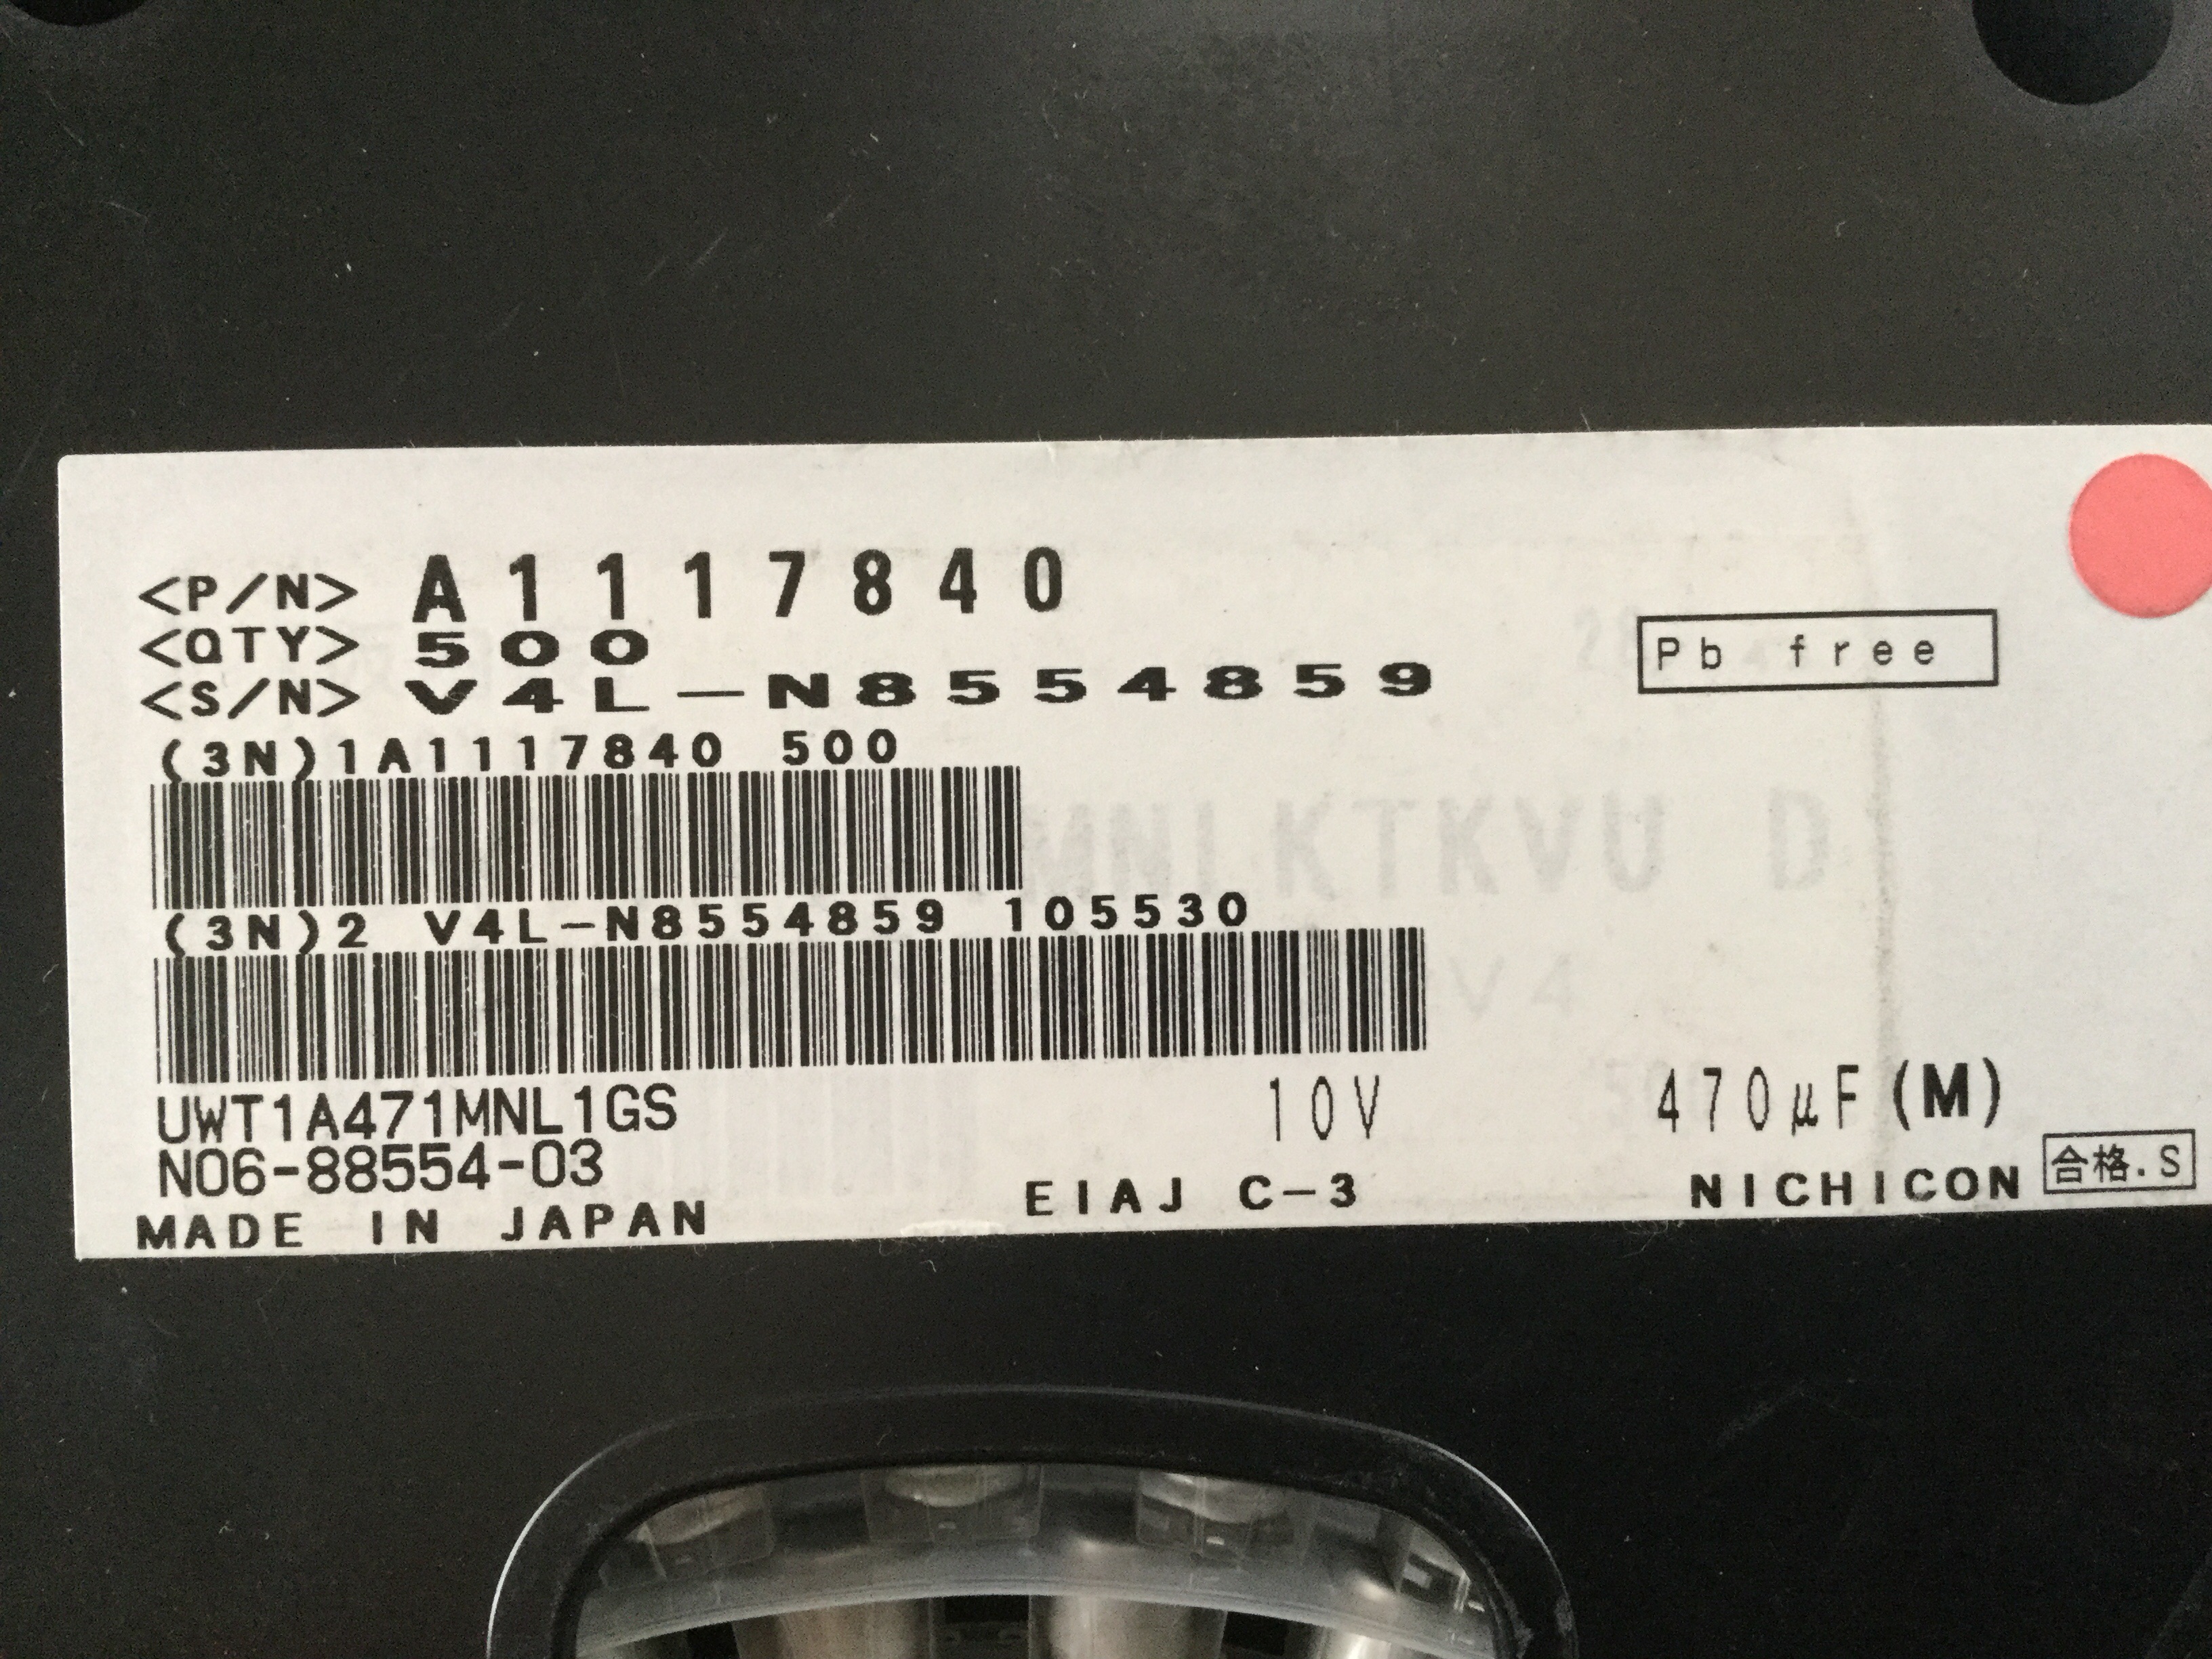 <P/N> A1117840
<QTY> 500
<S/N> V4L-N8554859
Pb free
(3N)1A1117840 500
(3N)2 V4L-N8554859 105530
UWT1A471MNL1GS 10V 470μF(M)
N06-88554-03
MADE IN JAPAN EIAJ C-3 NICHICON 合格.S